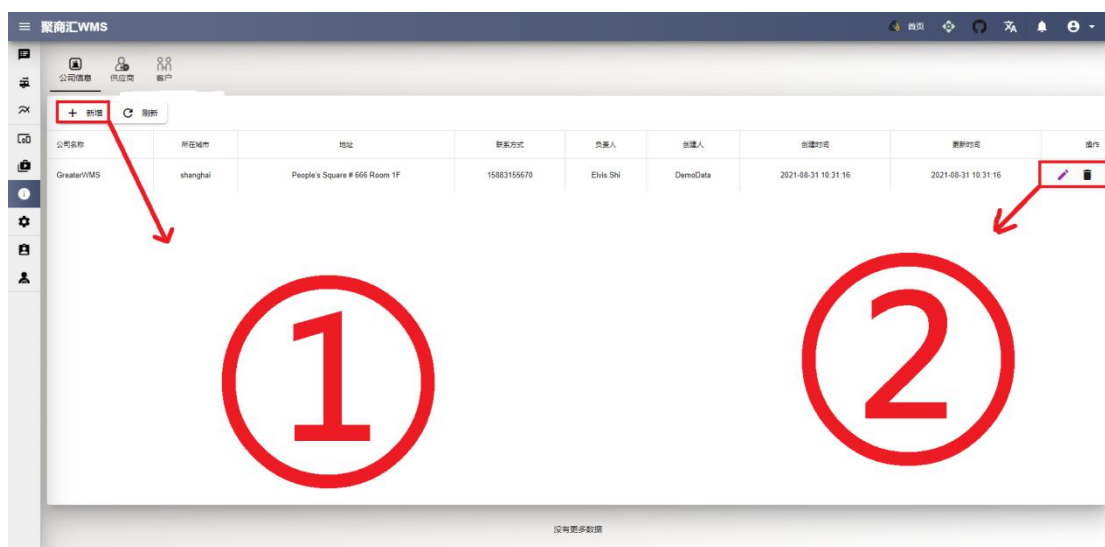 聚商汇WMS 首页
公司信息 供应商 客户
新增 刷新
公司名称 所在城市 地址 联系方式 负责人 创建人 创建时间 更新时间 操作
GreaterWMS shanghai People's Square # 666 Room 1F 15883155670 Elvis.Shi DemoData 2021-08-31 10:31:16 2021-08-31 10:31:16
① ②
没有更多数据